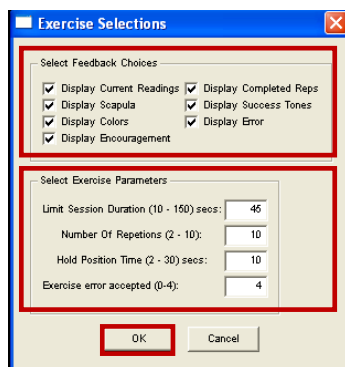 Exercise Selections
Select Feedback Choices
Display Current Readings Display Completed Reps
Display Scapula Display Success Tones
Display Colors Display Error
Display Encouragement
Select Exercise Parameters
Limit Session Duration (10 - 150) secs: 45
Number Of Repetions (2 - 10): 10
Hold Position Time (2 - 30) secs: 10
Exercise error accepted (0-4): 4
OK Cancel